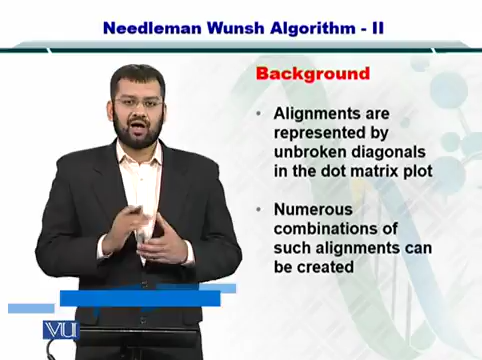 Needleman Wunsh Algorithm - II
Background
• Alignments are
represented by
unbroken diagonals
in the dot matrix plot
• Numerous
combinations of
such alignments can
be created
VU